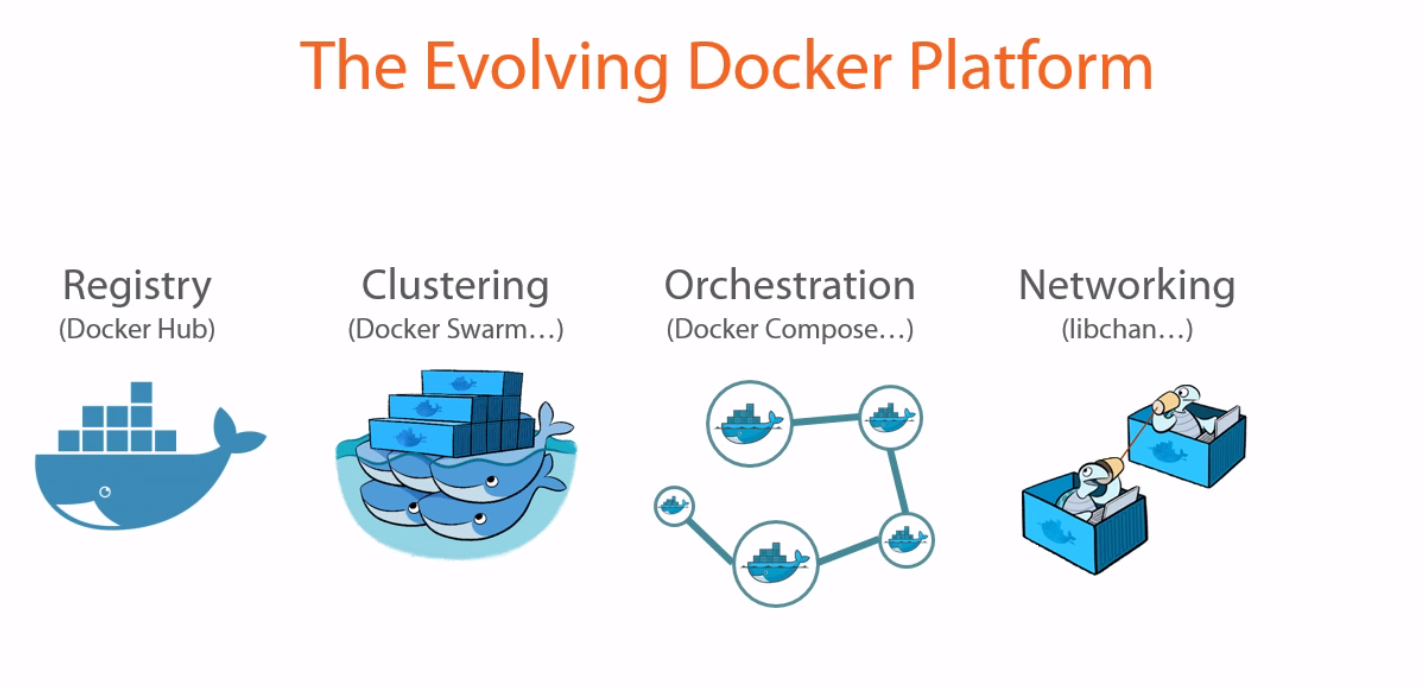 The Evolving Docker Platform
Registry
(Docker Hub)
Clustering
(Docker Swarm…)
Orchestration
(Docker Compose…)
Networking
(libchan…)